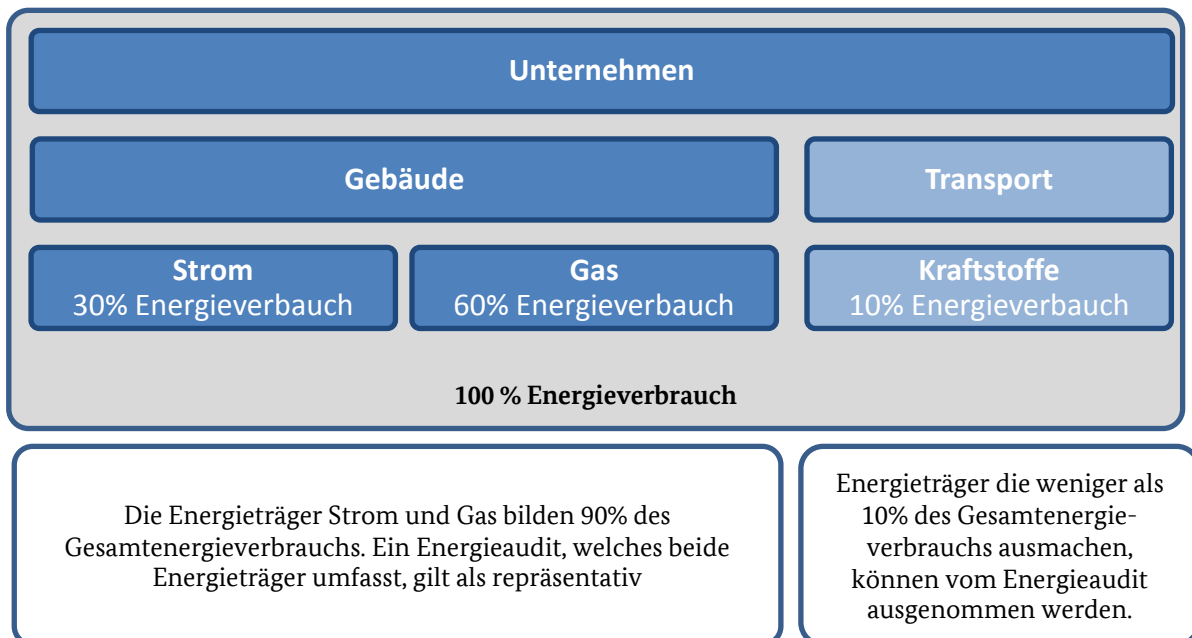 Unternehmen
Gebäude
Transport
Strom
30% Energieverbauch
Gas
60% Energieverbauch
Kraftstoffe
10% Energieverbauch
100 % Energieverbrauch
Die Energieträger Strom und Gas bilden 90% des
Gesamtenergieverbrauchs. Ein Energieaudit, welches beide
Energieträger umfasst, gilt als repräsentativ
Energieträger die weniger als
10% des Gesamtenergie-
verbrauchs ausmachen,
können vom Energieaudit
ausgenommen werden.